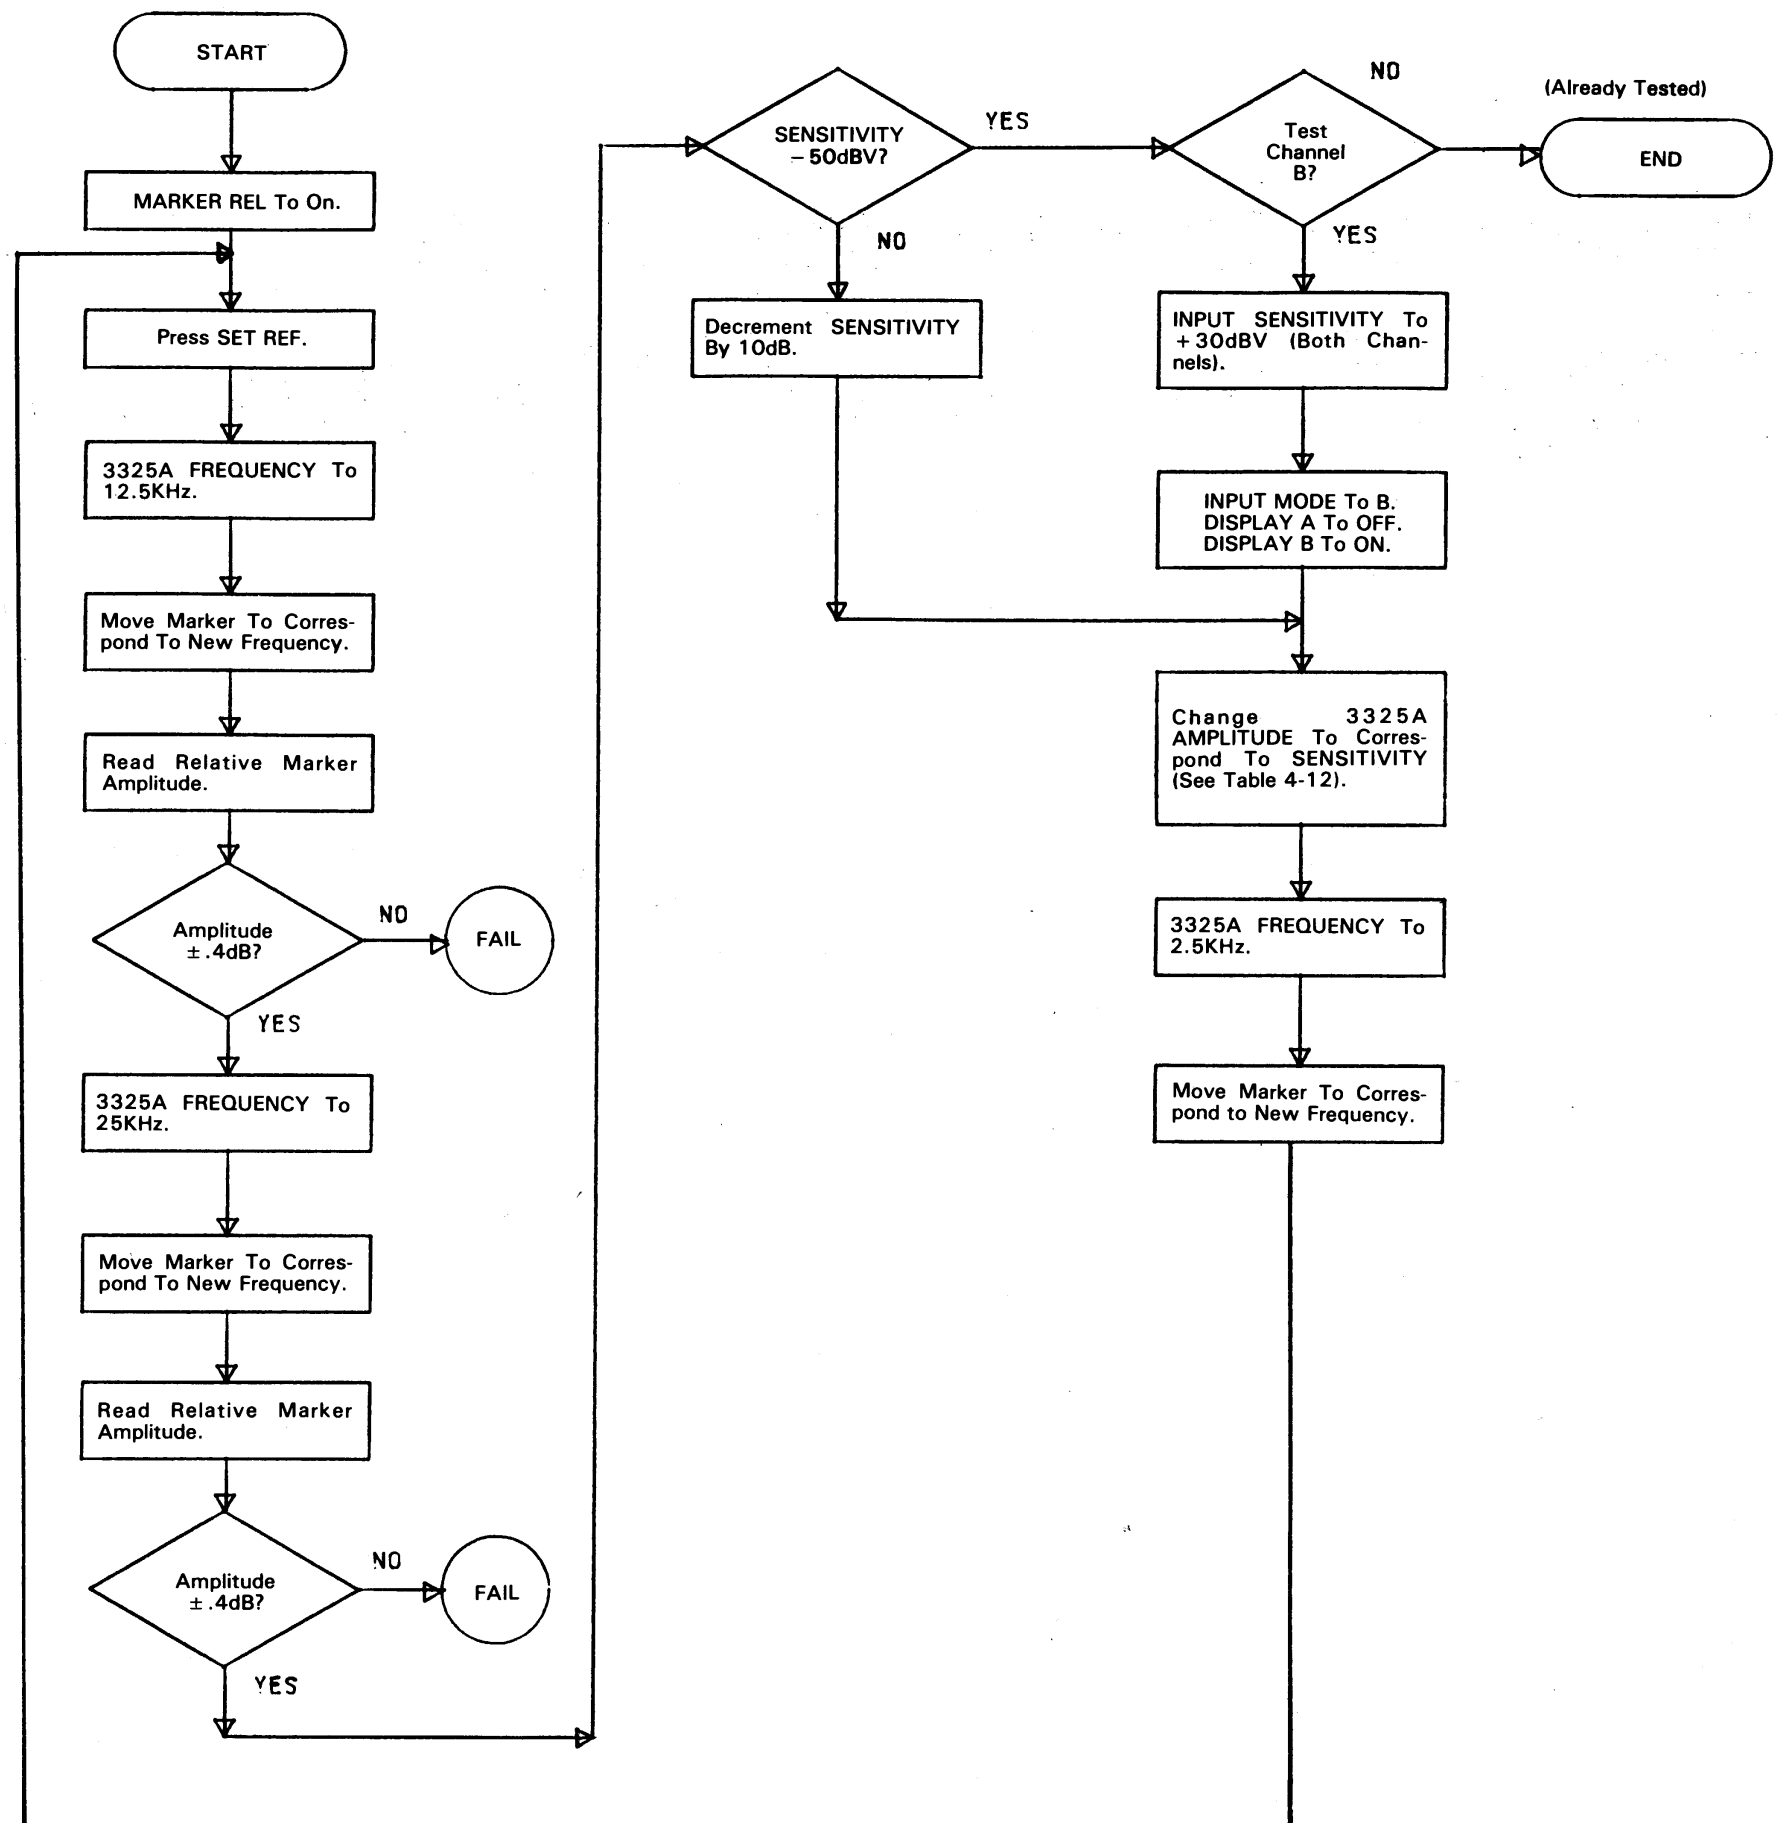 START
MARKER REL To On.
Press SET REF.
3325A FREQUENCY To
12.5KHz.
Move Marker To Corres-
pond To New Frequency.
Read Relative Marker
Amplitude.
Amplitude
± .4dB?
NO
FAIL
YES
3325A FREQUENCY To
25KHz.
Move Marker To Corres-
pond To New Frequency.
Read Relative Marker
Amplitude.
Amplitude
± .4dB?
NO
FAIL
YES
SENSITIVITY
– 50dBV?
YES
NO
Decrement SENSITIVITY
By 10dB.
Test
Channel
B?
NO
(Already Tested)
END
YES
INPUT SENSITIVITY To
+ 30dBV (Both Chan-
nels).
INPUT MODE To B.
DISPLAY A To OFF.
DISPLAY B To ON.
Change 3325A
AMPLITUDE To Corres-
pond To SENSITIVITY
(See Table 4-12).
3325A FREQUENCY To
2.5KHz.
Move Marker To Corres-
pond to New Frequency.